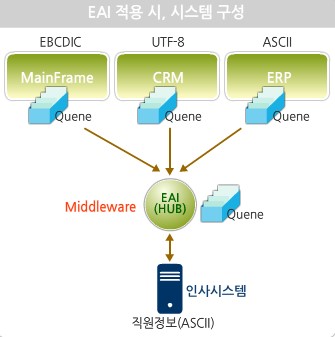 EAI 적용 시, 시스템 구성
EBCDIC UTF-8 ASCII
MainFrame CRM ERP
Quene Quene Quene
Middleware EAI
(HUB)
Quene
인사시스템
직원정보(ASCII)